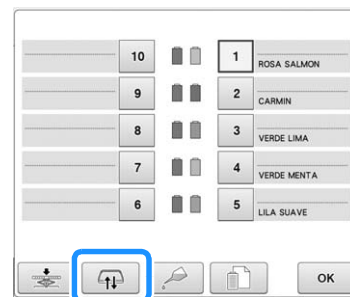 10 1 ROSA SALMON
9 2 CARMIN
8 3 VERDE LIMA
7 4 VERDE MENTA
6 5 LILA SUAVE
OK